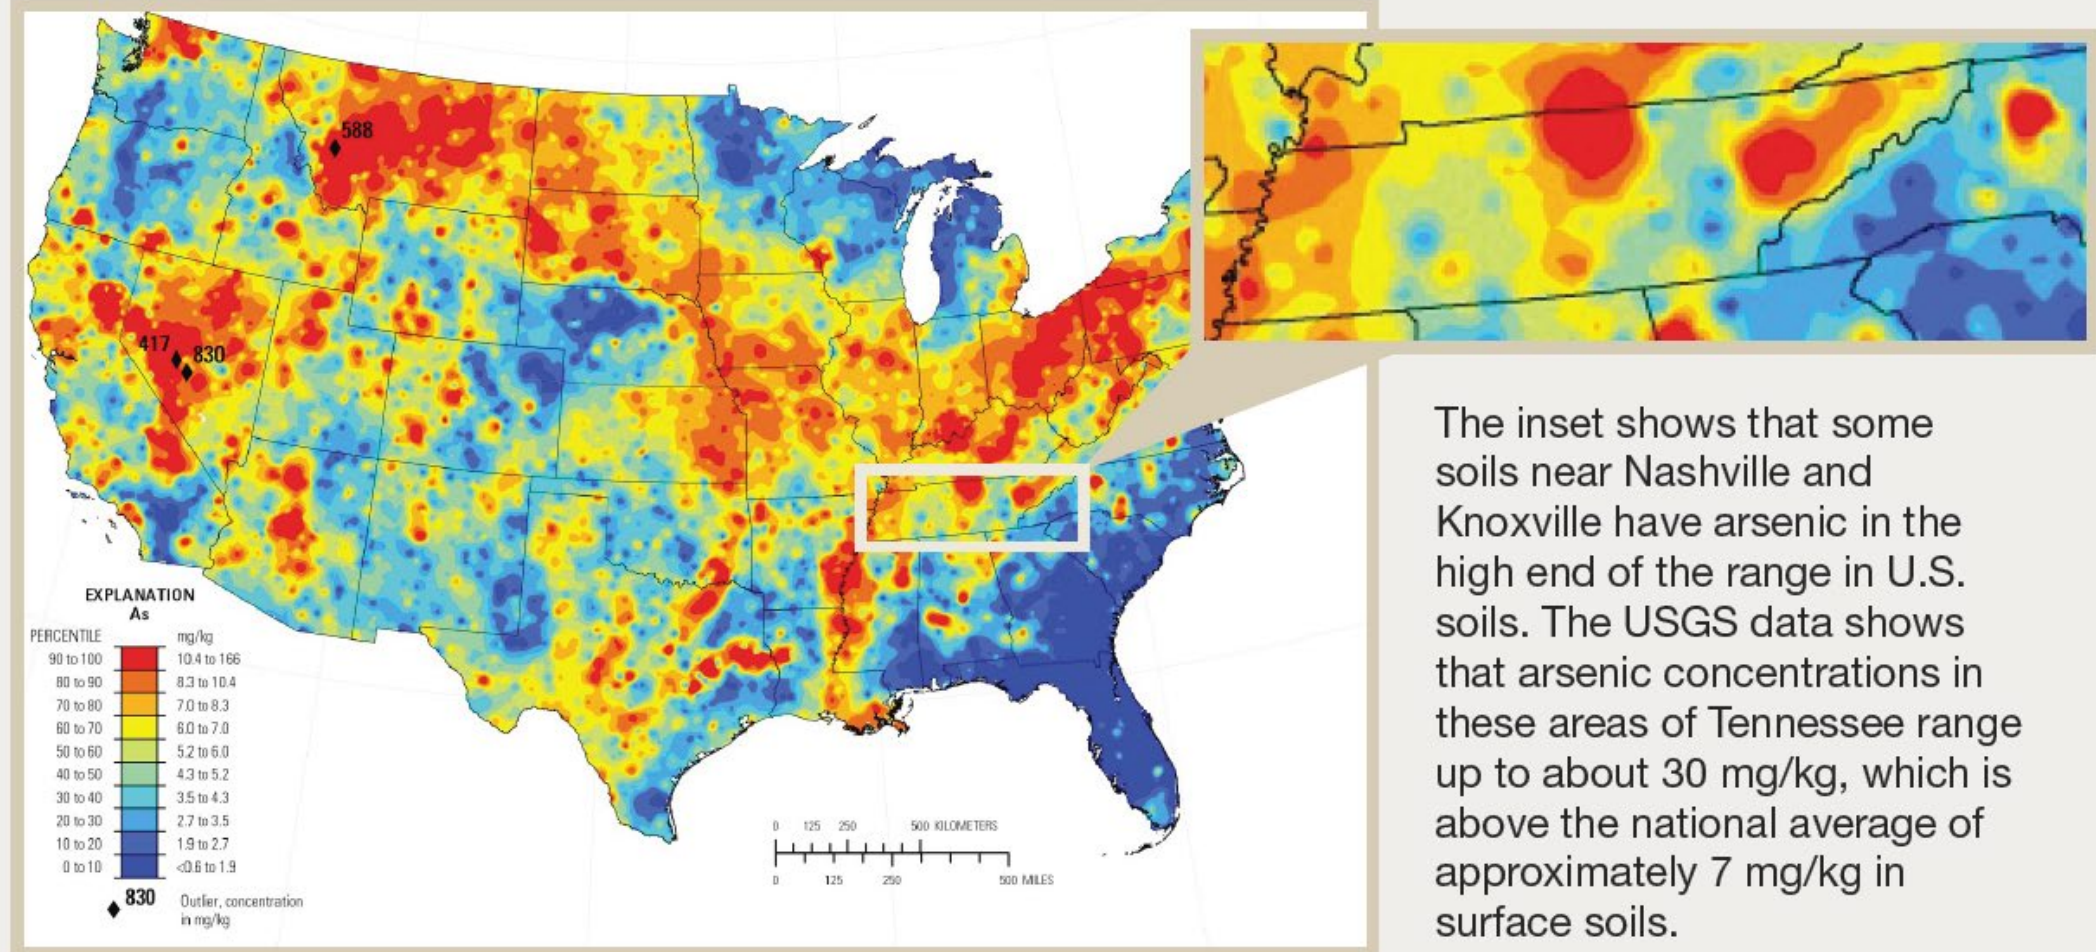 588
417
830
EXPLANATION
As
PERCENTILE mg/kg
90 to 100 10.4 to 166
80 to 90 8.3 to 10.4
70 to 80 7.0 to 8.3
60 to 70 6.0 to 7.0
50 to 60 5.2 to 6.0
40 to 50 4.3 to 5.2
30 to 40 3.5 to 4.3
20 to 30 2.7 to 3.5
10 to 20 1.9 to 2.7
0 to 10 <0.6 to 1.9
830 Outlier, concentration
in mg/kg
0 125 250 500 KILOMETERS
0 125 250 500 MILES
The inset shows that some
soils near Nashville and
Knoxville have arsenic in the
high end of the range in U.S.
soils. The USGS data shows
that arsenic concentrations in
these areas of Tennessee range
up to about 30 mg/kg, which is
above the national average of
approximately 7 mg/kg in
surface soils.